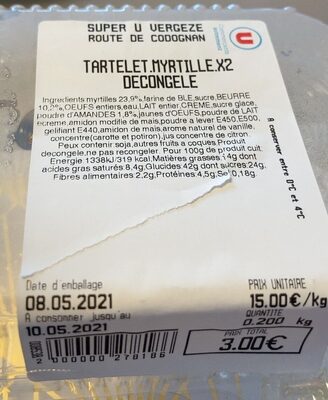 SUPER U VERGEZE
ROUTE DE CODOGNAN
U
TARTELET.MYRTILLE.X2
DECONGELE
Ingredients myrtilles 23,9%,farine de BLE,sucre,BEURRE
10,2%,OEUFS entiers,eau,LAIT entier,CREME,sucre glace,
poudre d'AMANDES 1,8%,jaunes d'OEUFS,poudre de LAIT
ecreme,amidon modifie de mais,poudre a lever E450,E500,
gelifiant E440,amidon de mais,arome naturel de vanille,
concentre(carotte et potiron),jus concentre de citron.
Peux contenir soja,autres fruits a coques.Produit
decongele,ne pas recongeler. Pour 100g de produit cuit.
Energie 1338kJ/319 kcal,Matières grasses:14g dont
acides gras saturés 8,4g,Glucides 42g dont sucres:24g,
Fibres alimentaires 2,2g,Protéines 4,5g,Sel 0,18g.
A conserver entre 0°C et 4°C
Date d'emballage
08.05.2021
A consommer jusqu'au
10.05.2021
PRIX UNITAIRE
15.00€/kg
QUANTITE
0.200 kg
PRIX TOTAL
3.00€
2 000000 278186